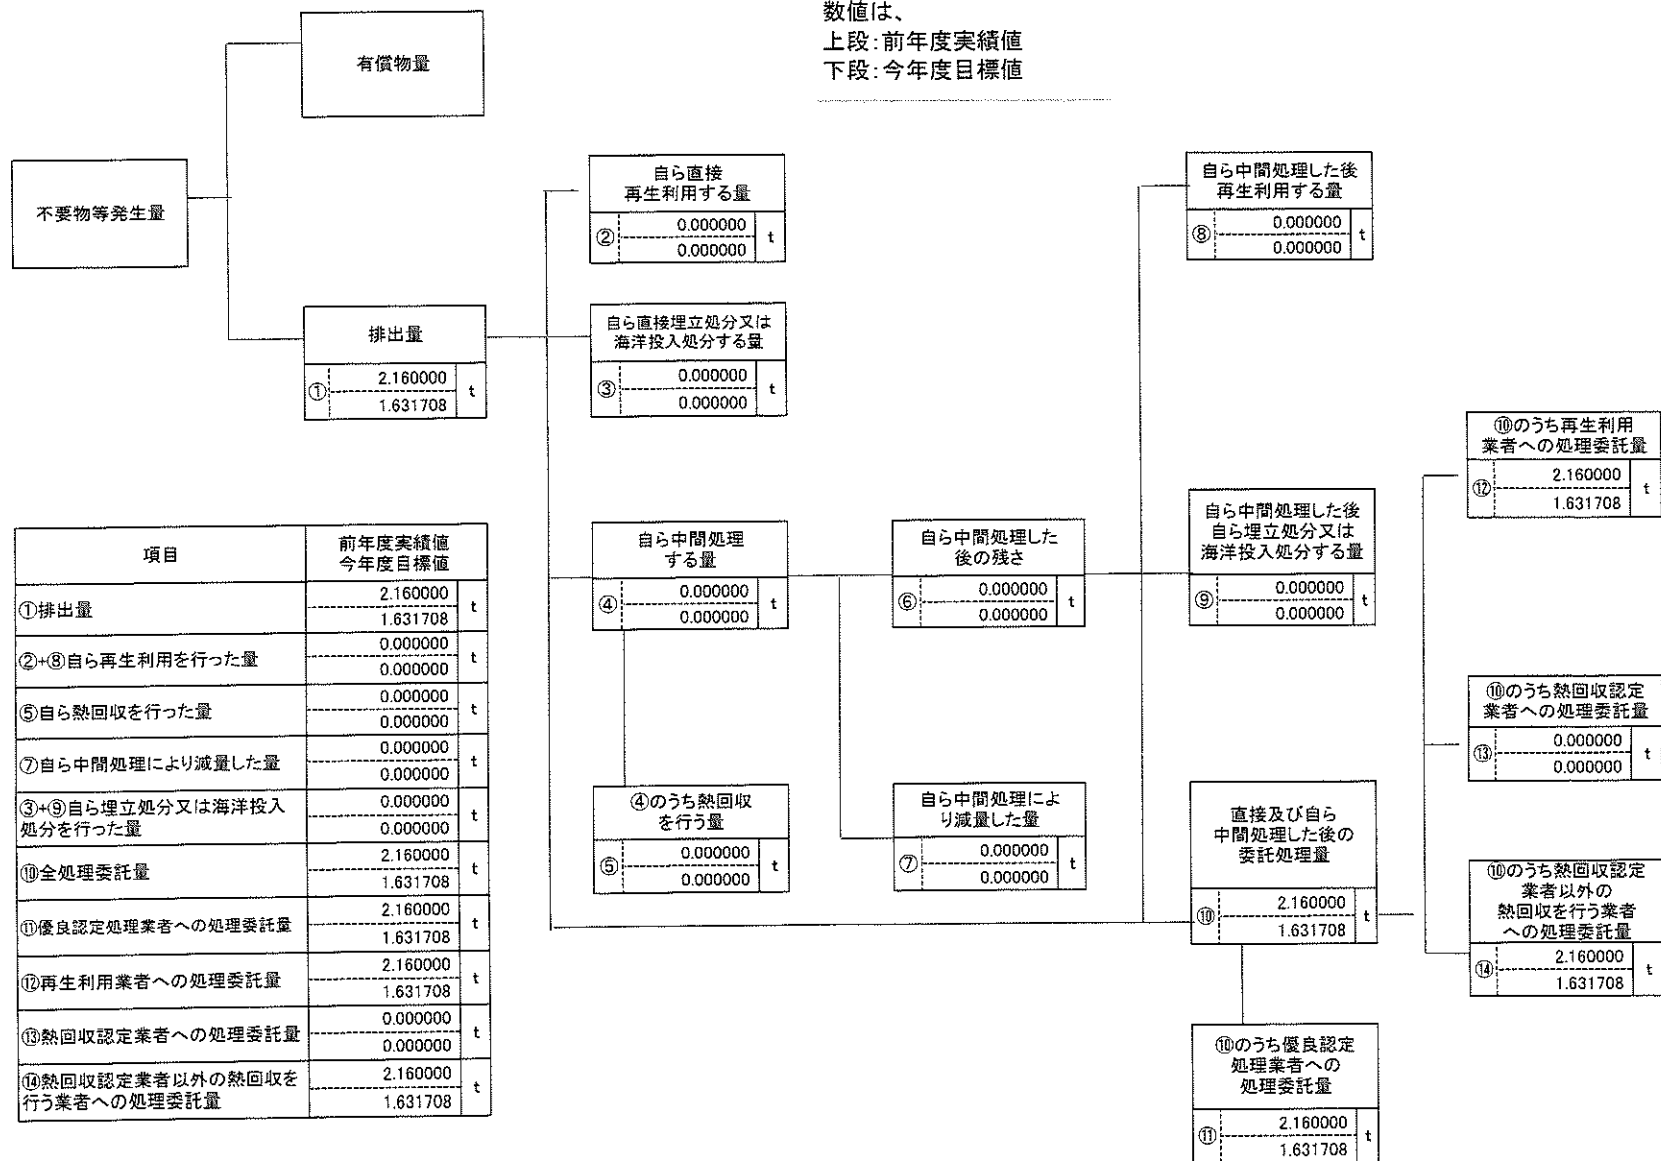 数値は、
上段:前年度実績値
下段:今年度目標値
有償物量
不要物等発生量
排出量
① 2.160000 t
1.631708
自ら直接
再生利用する量
② 0.000000 t
0.000000
自ら直接埋立処分又は
海洋投入処分する量
③ 0.000000 t
0.000000
自ら中間処理
する量
④ 0.000000 t
0.000000
④のうち熱回収
を行う量
⑤ 0.000000 t
0.000000
自ら中間処理した
後の残さ
⑥ 0.000000 t
0.000000
自ら中間処理によ
り減量した量
⑦ 0.000000 t
0.000000
自ら中間処理した後
再生利用する量
⑧ 0.000000 t
0.000000
自ら中間処理した後
自ら埋立処分又は
海洋投入処分する量
⑨ 0.000000 t
0.000000
直接及び自ら
中間処理した後の
委託処理量
⑩ 2.160000 t
1.631708
⑩のうち優良認定
処理業者への
処理委託量
⑪ 2.160000 t
1.631708
⑩のうち再生利用
業者への処理委託量
⑫ 2.160000 t
1.631708
⑩のうち熱回収認定
業者への処理委託量
⑬ 0.000000 t
0.000000
⑩のうち熱回収認定
業者以外の
熱回収を行う業者
への処理委託量
⑭ 2.160000 t
1.631708
項目 前年度実績値
今年度目標値
①排出量 2.160000 t
1.631708
②+⑧自ら再生利用を行った量 0.000000 t
0.000000
⑤自ら熱回収を行った量 0.000000 t
0.000000
⑦自ら中間処理により減量した量 0.000000 t
0.000000
③+⑨自ら埋立処分又は海洋投入 0.000000 t
処分を行った量 0.000000
⑩全処理委託量 2.160000 t
1.631708
⑪優良認定処理業者への処理委託量 2.160000 t
1.631708
⑫再生利用業者への処理委託量 2.160000 t
1.631708
⑬熱回収認定業者への処理委託量 0.000000 t
0.000000
⑭熱回収認定業者以外の熱回収を 2.160000 t
行う業者への処理委託量 1.631708